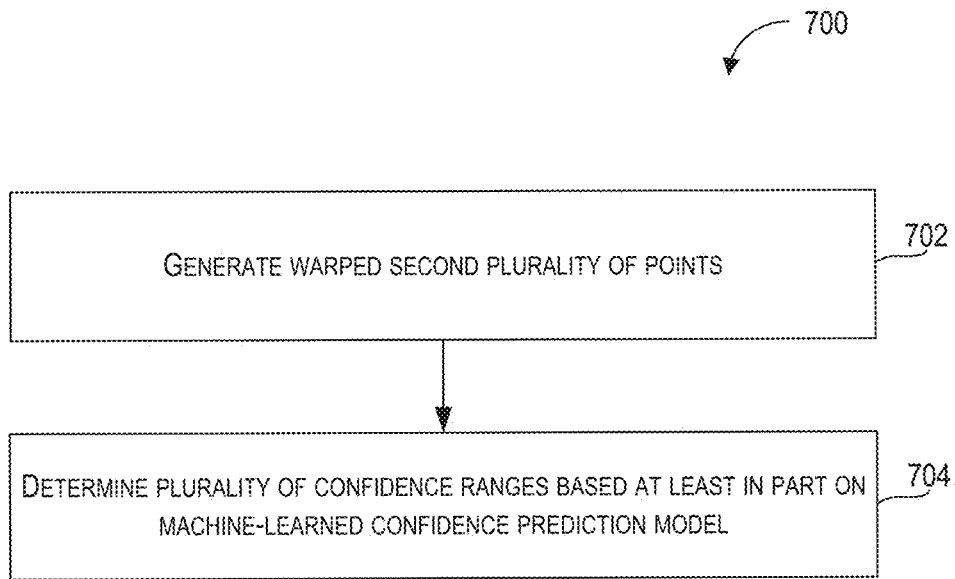 700
GENERATE WARPED SECOND PLURALITY OF POINTS
702
DETERMINE PLURALITY OF CONFIDENCE RANGES BASED AT LEAST IN PART ON
MACHINE-LEARNED CONFIDENCE PREDICTION MODEL
704